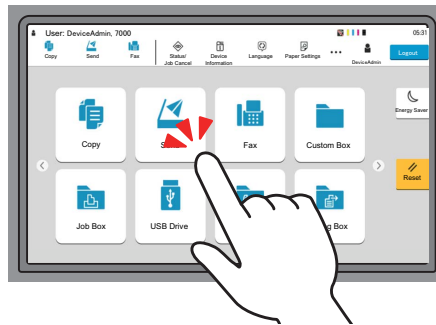 User: DeviceAdmin, 7000
05:31
Copy
Send
Fax
Status/
Job Cancel
Device
Information
Language
Paper Settings
DeviceAdmin
Logout
Energy Saver
Copy
Fax
Custom Box
Reset
Job Box
USB Drive
Box